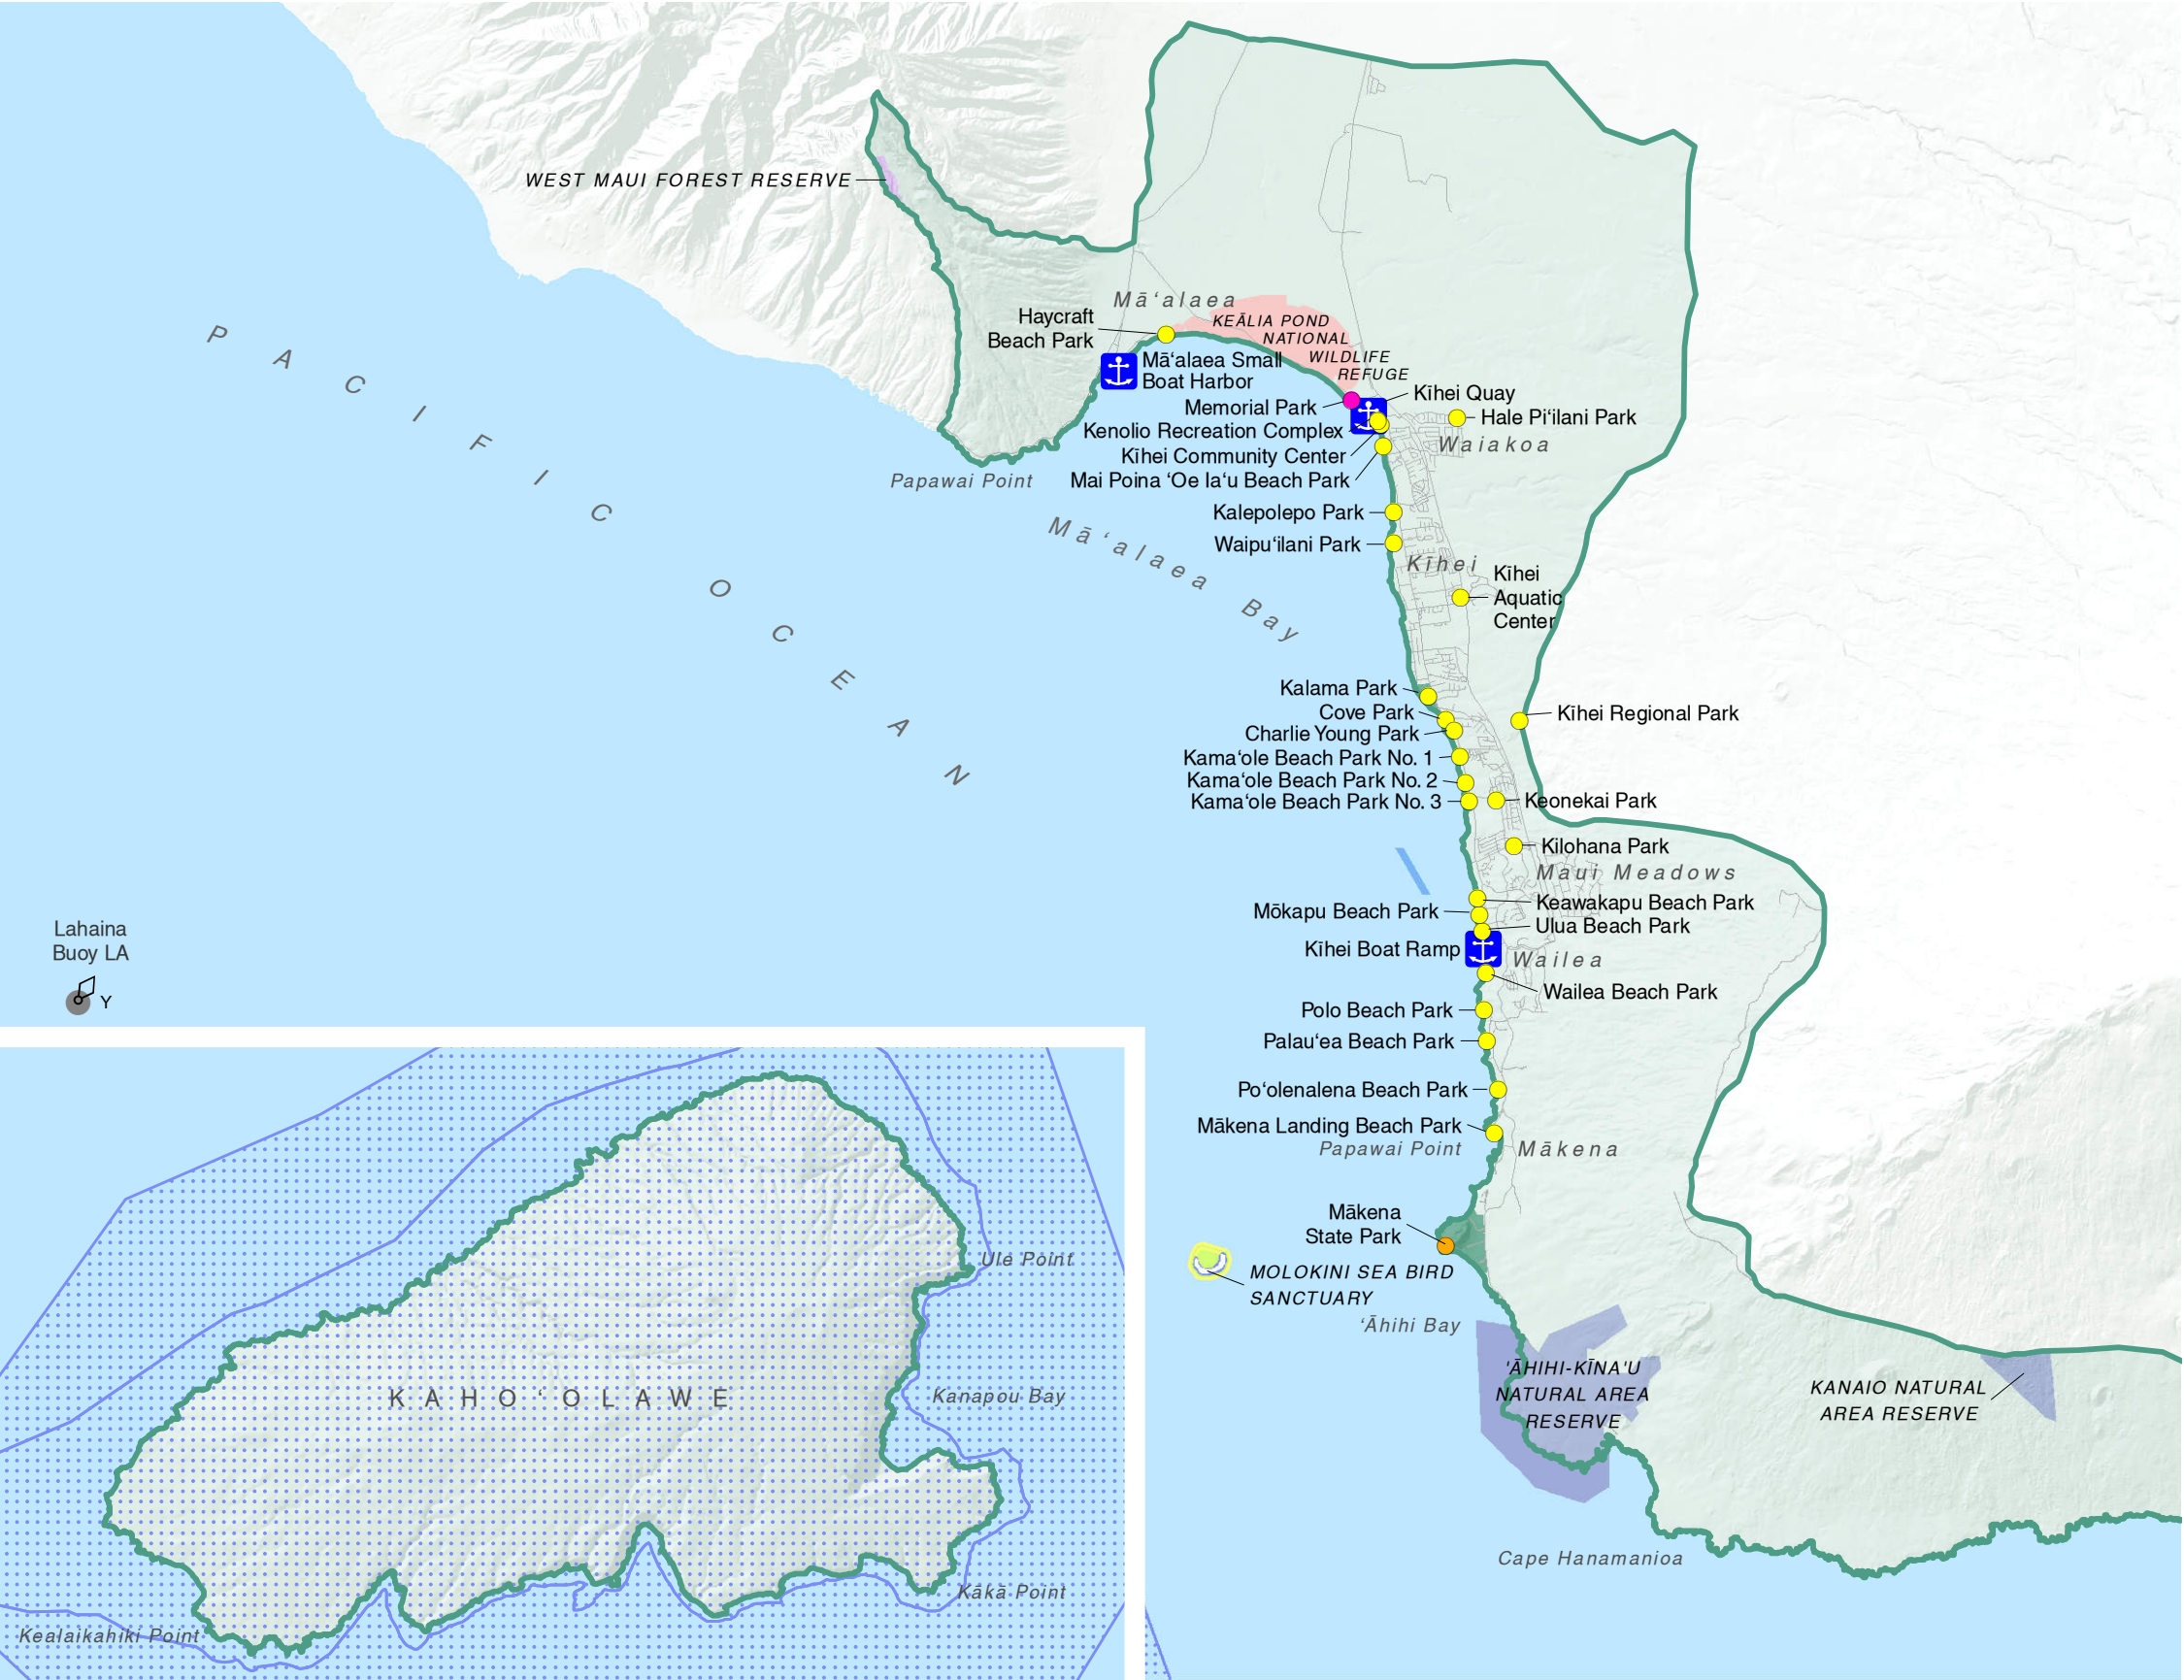 WEST MAUI FOREST RESERVE
Mā‘alaea
Haycraft
Beach Park
KEĀLIA POND
NATIONAL
WILDLIFE
REFUGE
Mā‘alaea Small
Boat Harbor
Kīhei Quay
Memorial Park
Hale Pi‘ilani Park
Kenolio Recreation Complex
Waiakoa
Kīhei Community Center
Mai Poina ‘Oe Ia‘u Beach Park
Papawai Point
Kalepolepo Park
Waipu‘ilani Park
Mā‘alaea Bay
PACIFIC OCEAN
Kīhei
Kīhei
Aquatic
Center
Kalama Park
Cove Park
Kīhei Regional Park
Charlie Young Park
Kama‘ole Beach Park No. 1
Kama‘ole Beach Park No. 2
Kama‘ole Beach Park No. 3
Keonekai Park
Kilohana Park
Maui Meadows
Keawakapu Beach Park
Mōkapu Beach Park
Ulua Beach Park
Kīhei Boat Ramp
Wailea
Wailea Beach Park
Lahaina
Buoy LA
Y
Polo Beach Park
Palau‘ea Beach Park
Po‘olenalena Beach Park
Mākena Landing Beach Park
Papawai Point
Mākena
Mākena
State Park
MOLOKINI SEA BIRD
SANCTUARY
‘Āhihi Bay
'ĀHIHI-KĪNA'U
NATURAL AREA
RESERVE
KANAIO NATURAL
AREA RESERVE
Cape Hanamanioa
Ule Point
KAHO‘OLAWE
Kanapou Bay
Kākā Point
Kealaikahiki Point